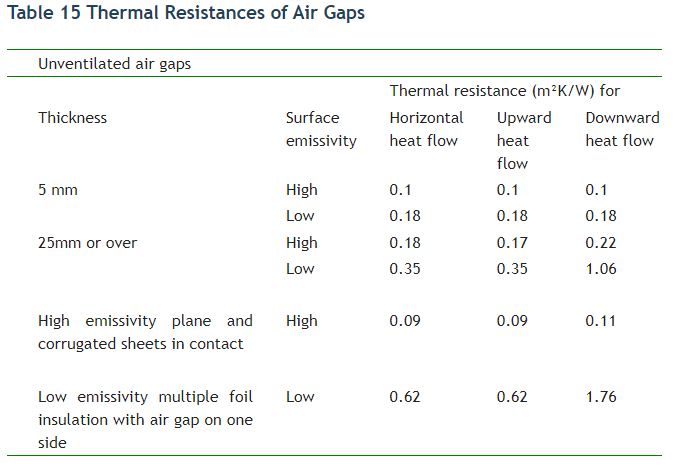 Table 15 Thermal Resistances of Air Gaps
Unventilated air gaps
Thermal resistance (m²K/W) for
Thickness Surface Horizontal Upward Downward
emissivity heat flow heat heat flow
flow
5 mm High 0.1 0.1 0.1
Low 0.18 0.18 0.18
25mm or over High 0.18 0.17 0.22
Low 0.35 0.35 1.06
High emissivity plane and High 0.09 0.09 0.11
corrugated sheets in contact
Low emissivity multiple foil Low 0.62 0.62 1.76
insulation with air gap on one
side